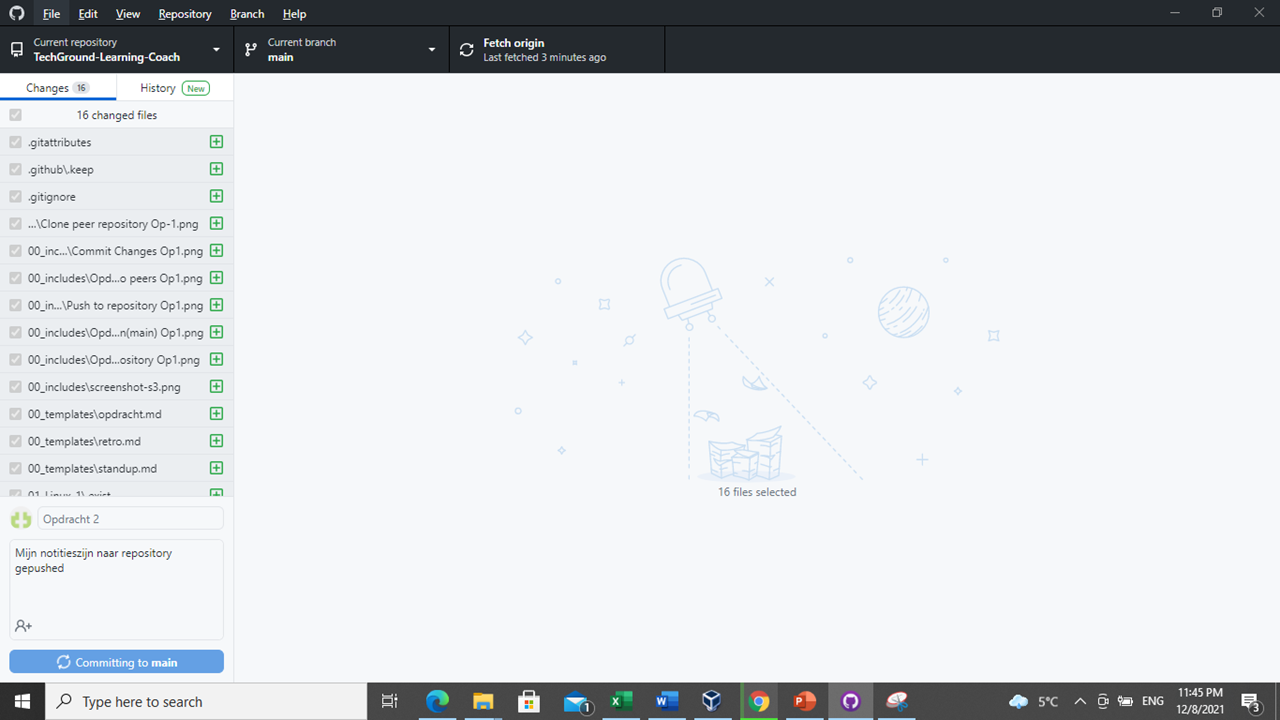 File Edit View Repository Branch Help
Current repository
TechGround-Learning-Coach
Current branch
main
Fetch origin
Last fetched 3 minutes ago
Changes 16 History New
16 changed files
.gitattributes
.github\.keep
.gitignore
...\Clone peer repository Op-1.png
00_inc...\Commit Changes Op1.png
00_includes\Opd...o peers Op1.png
00_in...\Push to repository Op1.png
00_includes\Opd...n(main) Op1.png
00_includes\Opd...ository Op1.png
00_includes\screenshot-s3.png
00_templates\opdracht.md
00_templates\retro.md
00_templates\standup.md
01_Linux_1\.exist
Opdracht 2
Mijn notitieszijn naar repository
gepushed
Committing to main
16 files selected
Type here to search
1
5°C
ENG
11:45 PM
12/8/2021
3